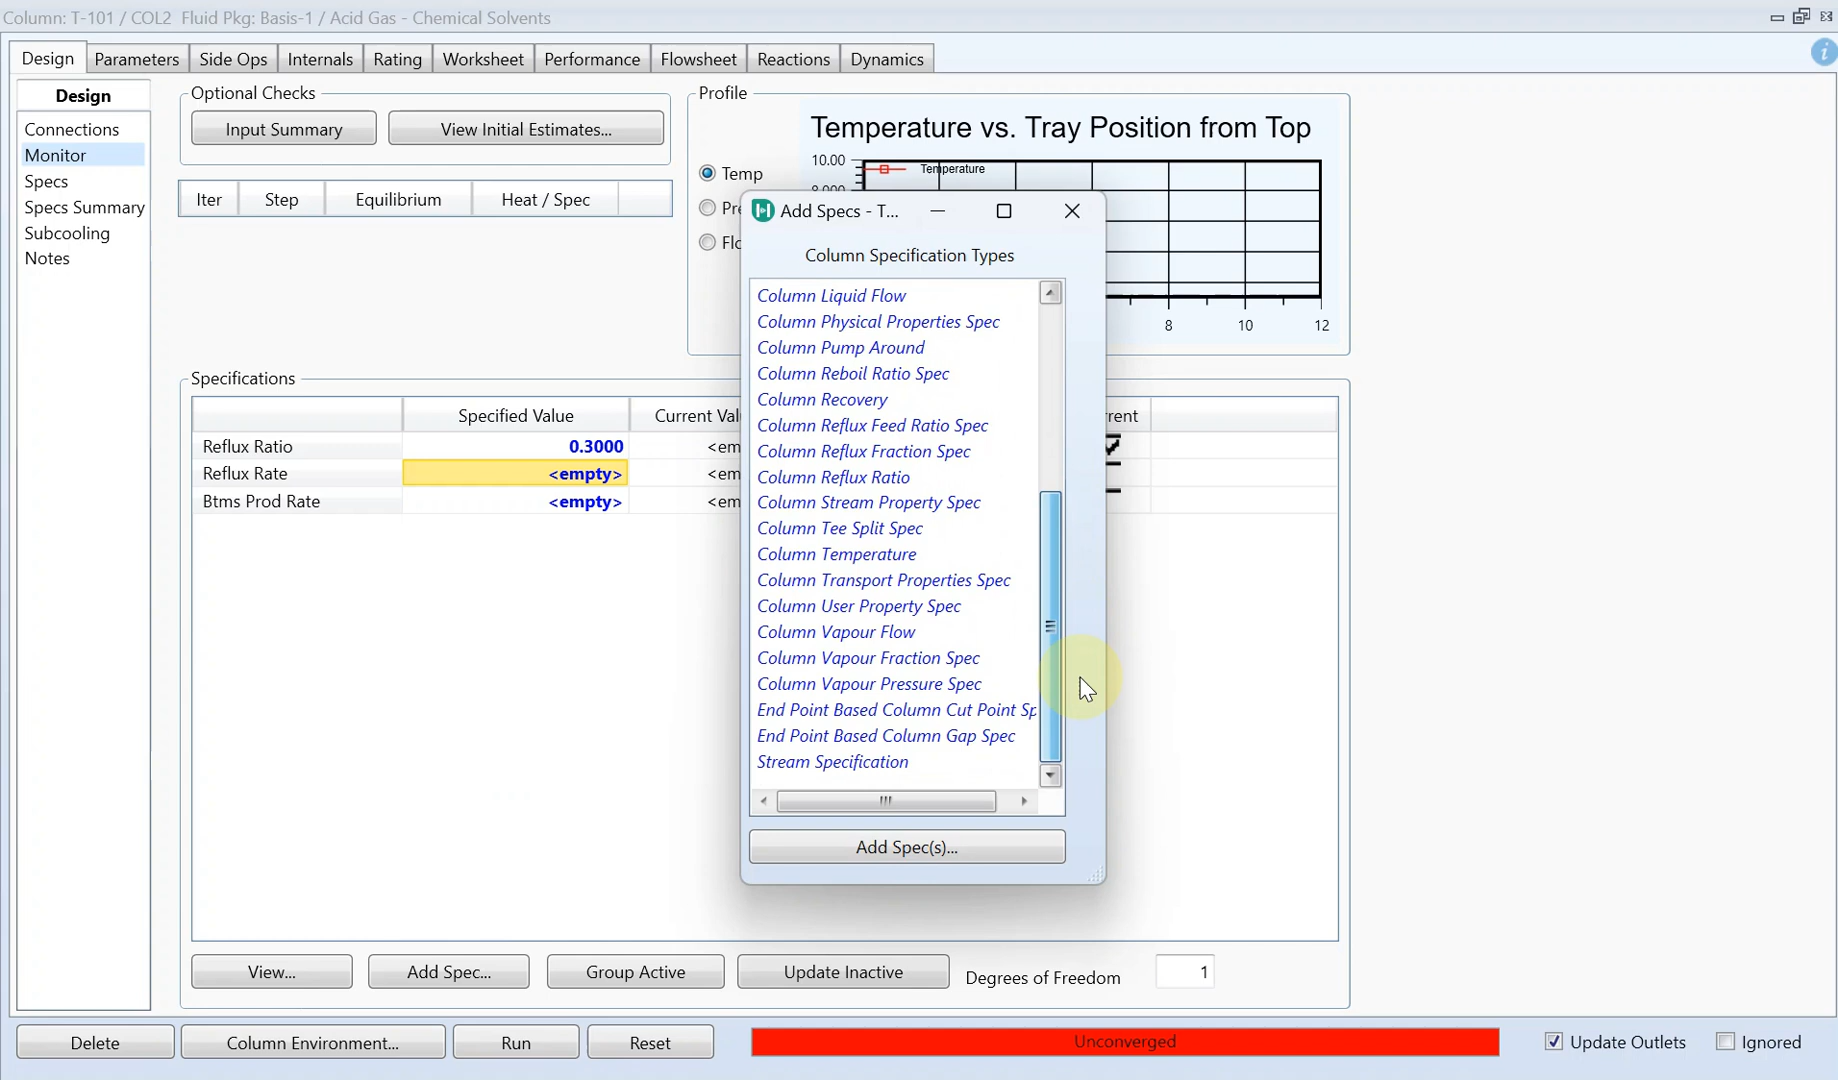 Column: T-101 / COL2  Fluid Pkg: Basis-1 / Acid Gas - Chemical Solvents
Design Parameters Side Ops Internals Rating Worksheet Performance Flowsheet Reactions Dynamics
Design
Connections
Monitor
Specs
Specs Summary
Subcooling
Notes
Optional Checks
Input Summary
View Initial Estimates...
Iter Step Equilibrium Heat / Spec
Profile
Temp
Pre
Flo
Temperature vs. Tray Position from Top
10.00
Temperature
8 10 12
Add Specs - T...
Column Specification Types
Column Liquid Flow
Column Physical Properties Spec
Column Pump Around
Column Reboil Ratio Spec
Column Recovery
Column Reflux Feed Ratio Spec
Column Reflux Fraction Spec
Column Reflux Ratio
Column Stream Property Spec
Column Tee Split Spec
Column Temperature
Column Transport Properties Spec
Column User Property Spec
Column Vapour Flow
Column Vapour Fraction Spec
Column Vapour Pressure Spec
End Point Based Column Cut Point Sp
End Point Based Column Gap Spec
Stream Specification
Add Spec(s)...
Specifications
Specified Value Current Val rrent
Reflux Ratio 0.3000 <em
Reflux Rate <empty> <em
Btms Prod Rate <empty> <em
View... Add Spec... Group Active Update Inactive Degrees of Freedom 1
Delete Column Environment... Run Reset Unconverged Update Outlets Ignored